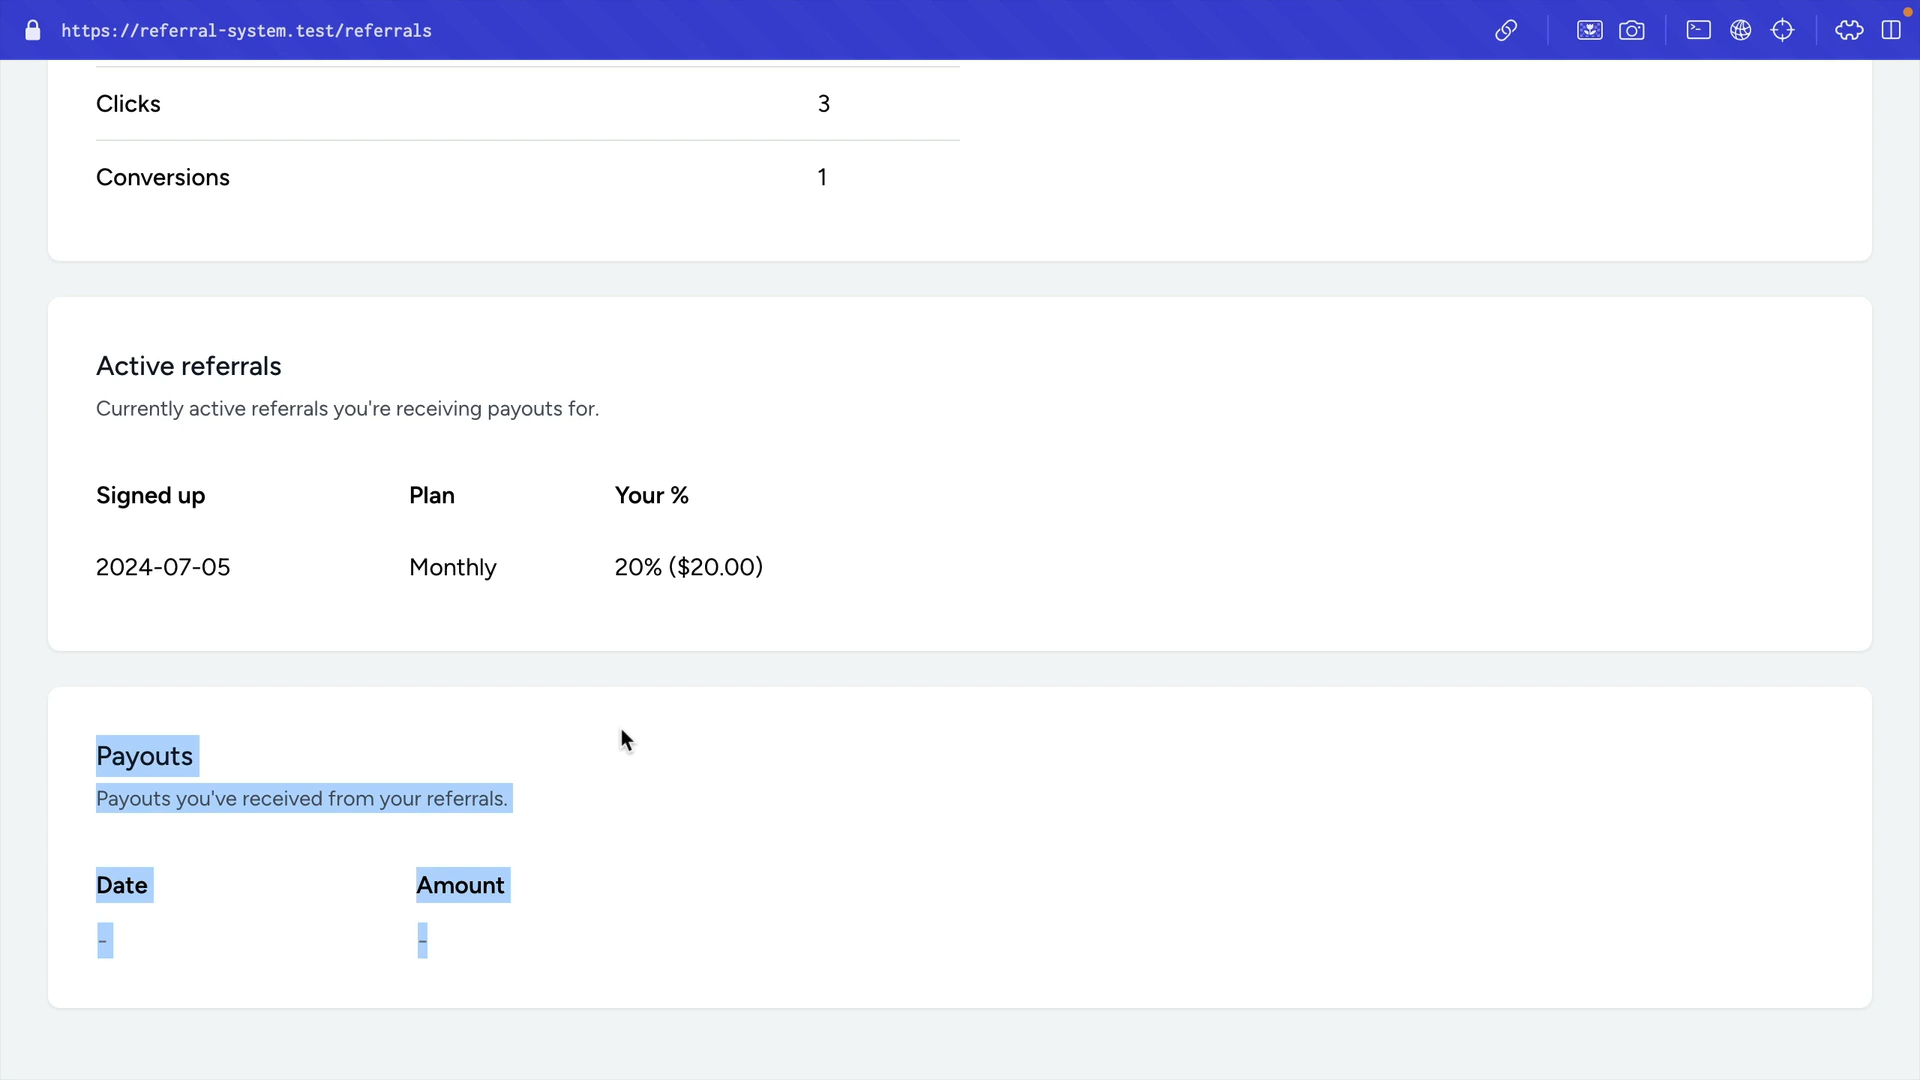 https://referral-system.test/referrals
Clicks 3
Conversions 1
Active referrals
Currently active referrals you're receiving payouts for.
Signed up Plan Your %
2024-07-05 Monthly 20% ($20.00)
Payouts
Payouts you've received from your referrals.
Date Amount
- -